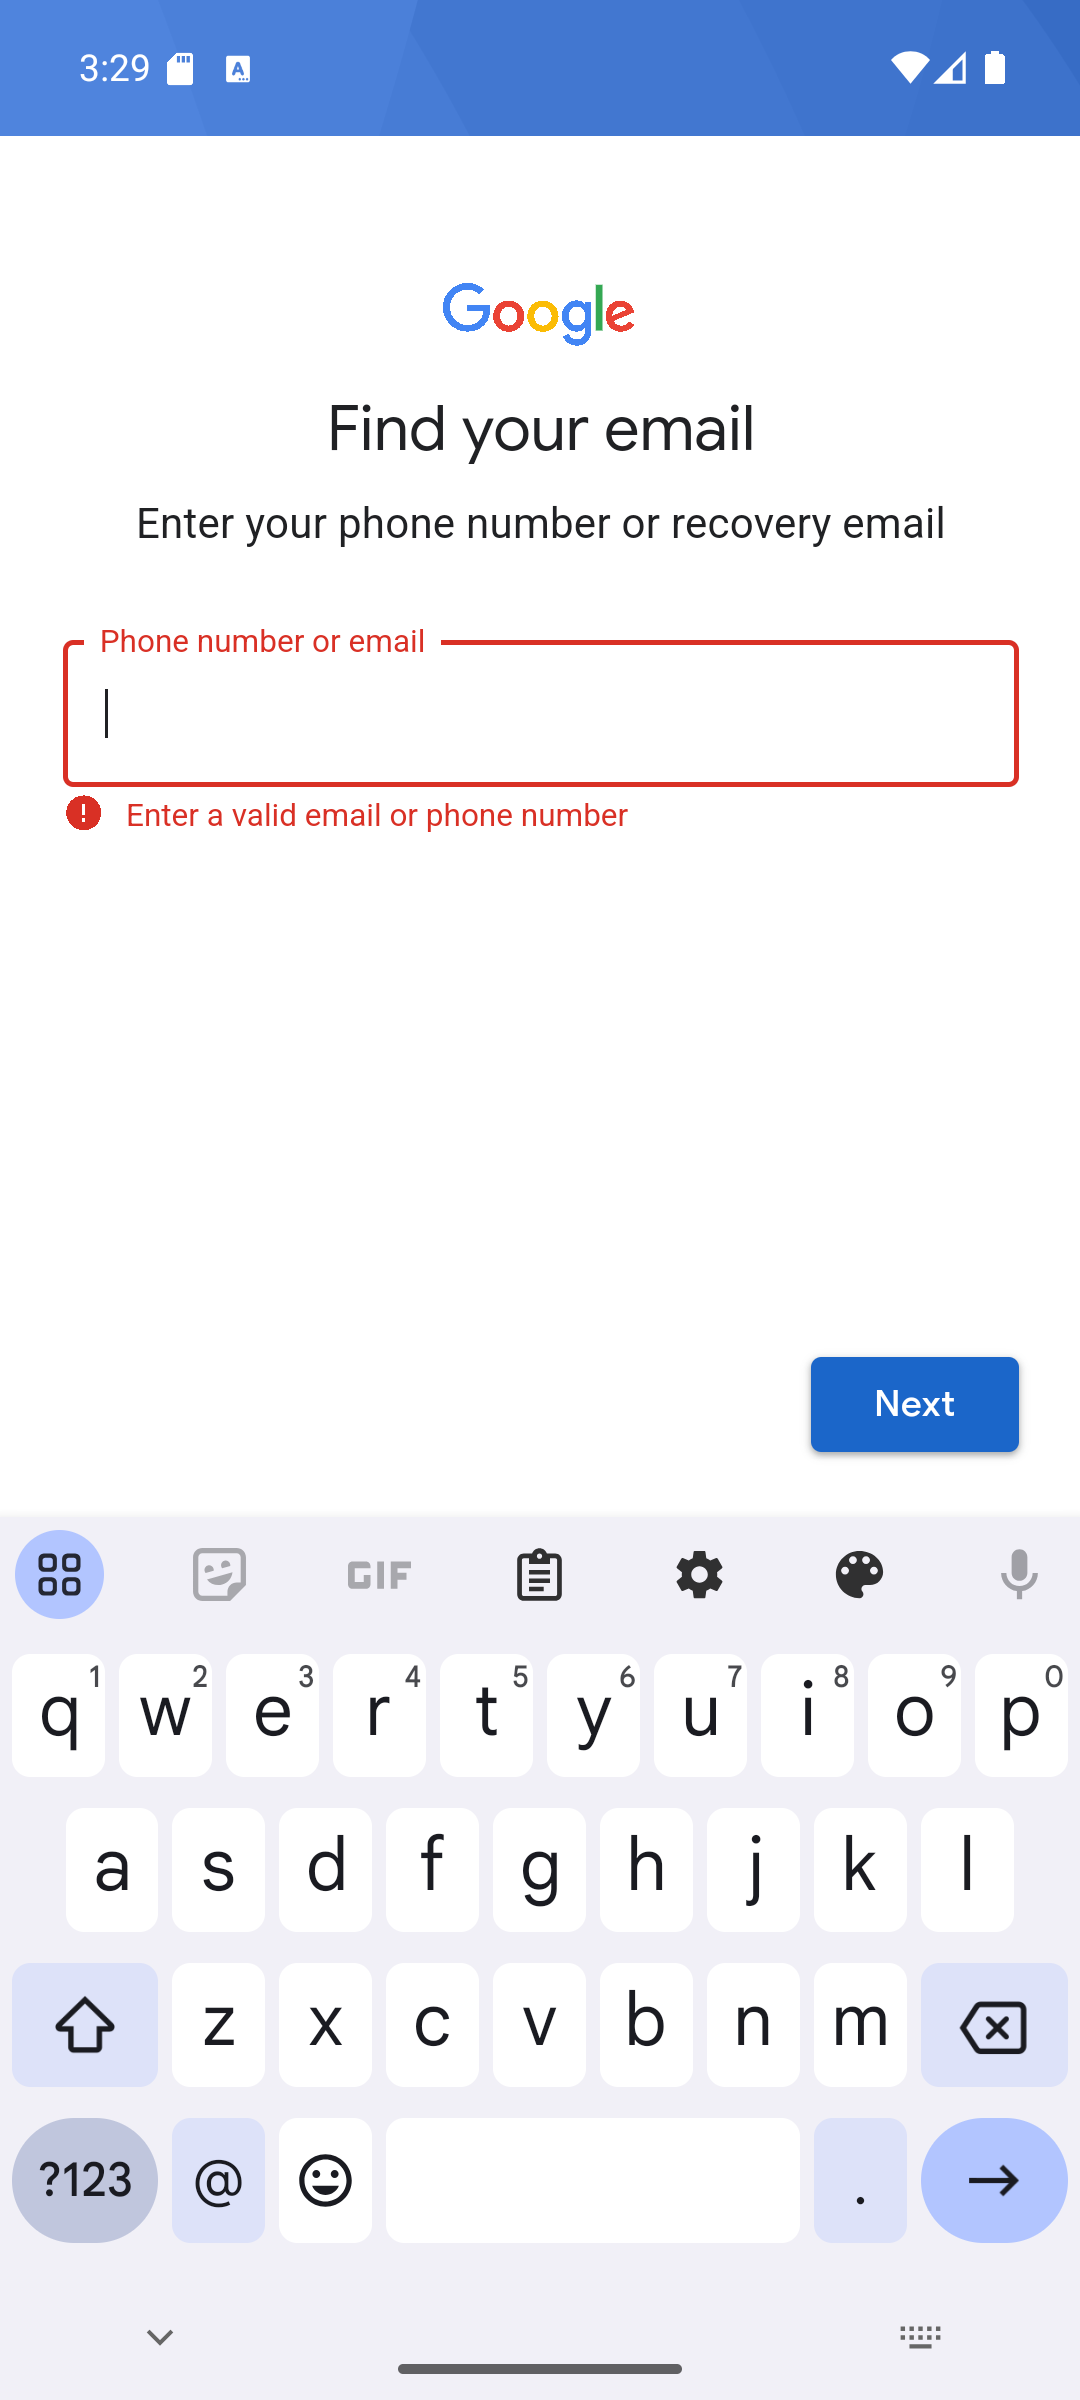 3:29
Google
Find your email
Enter your phone number or recovery email
Phone number or email
Enter a valid email or phone number
Next
GIF
q 1 w 2 e 3 r 4 t 5 y 6 u 7 i 8 o 9 p 0
a s d f g h j k l
z x c v b n m
?123 @ .